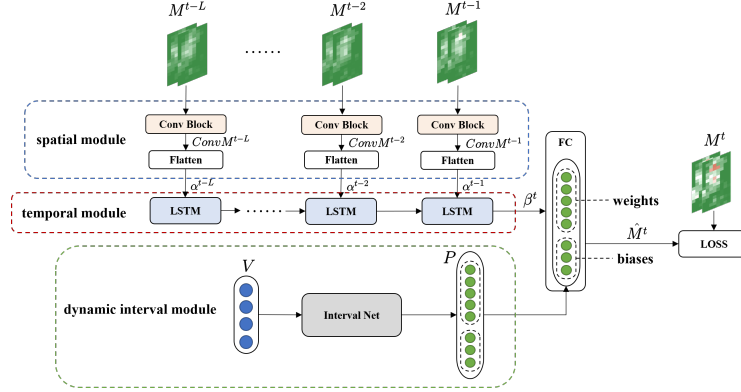 M^{t-L} M^{t-2} M^{t-1}
......
spatial module
Conv Block Conv Block Conv Block
ConvM^{t-L} ConvM^{t-2} ConvM^{t-1}
Flatten Flatten Flatten
α^{t-L} α^{t-2} α^{t-1}
temporal module
LSTM ...... LSTM LSTM
β^t
FC
weights
biases
M^t
M̂^t
LOSS
dynamic interval module
V
Interval Net
P